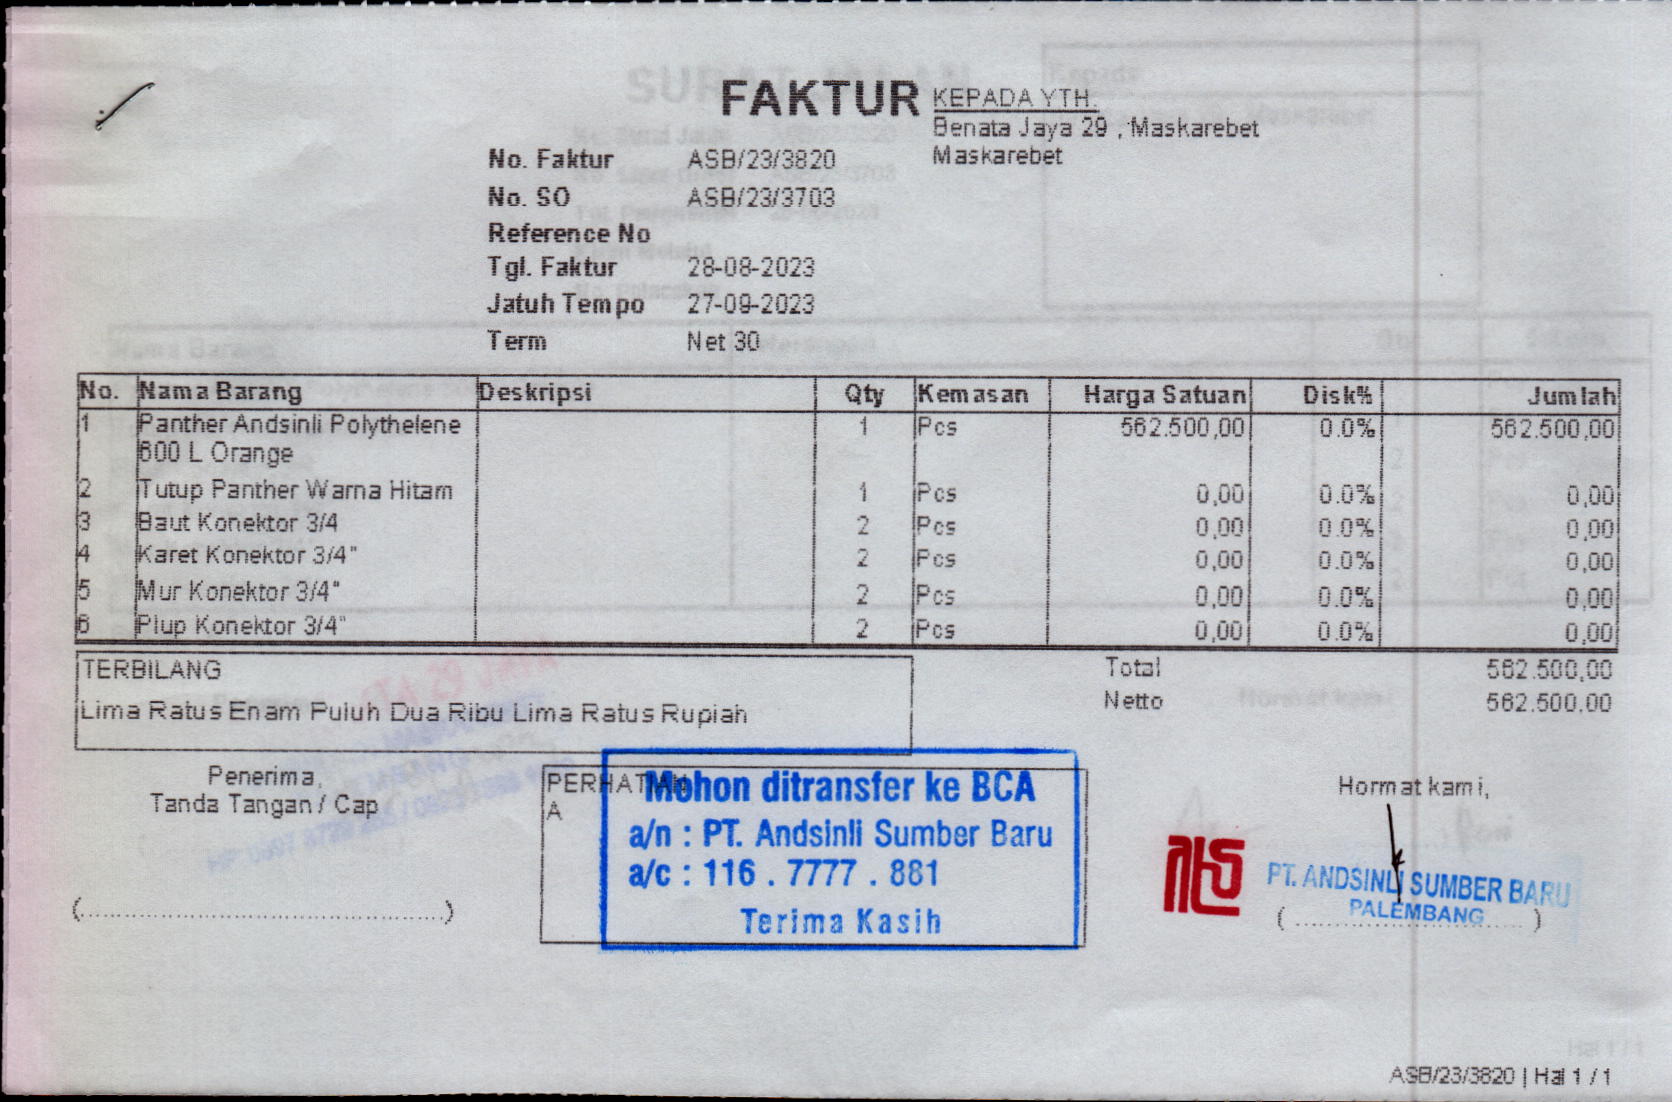 FAKTUR
KEPADA YTH.
Benata Jaya 29 , Maskarebet
Maskarebet
No. Faktur ASB/23/3820
No. SO ASB/23/3703
Reference No
Tgl. Faktur 28-08-2023
Jatuh Tempo 27-09-2023
Term Net 30
No. Nama Barang Deskripsi Qty Kemasan Harga Satuan Disk% Jumlah
1 Panther Andsinli Polythelene 1 Pcs 562.500,00 0.0% 562.500,00
600 L Orange
2 Tutup Panther Warna Hitam 1 Pcs 0,00 0.0% 0,00
3 Baut Konektor 3/4 2 Pcs 0,00 0.0% 0,00
4 Karet Konektor 3/4" 2 Pcs 0,00 0.0% 0,00
5 Mur Konektor 3/4" 2 Pcs 0,00 0.0% 0,00
6 Plup Konektor 3/4" 2 Pcs 0,00 0.0% 0,00
TERBILANG
Lima Ratus Enam Puluh Dua Ribu Lima Ratus Rupiah
Total 562.500,00
Netto 562.500,00
Penerima,
Tanda Tangan / Cap
PERHATIAN
A
Mohon ditransfer ke BCA
a/n : PT. Andsinli Sumber Baru
a/c : 116 . 7777 . 881
Terima Kasih
Hormat kami,
PT. ANDSINLI SUMBER BARU
PALEMBANG
ASB/23/3820 | Hal 1 / 1